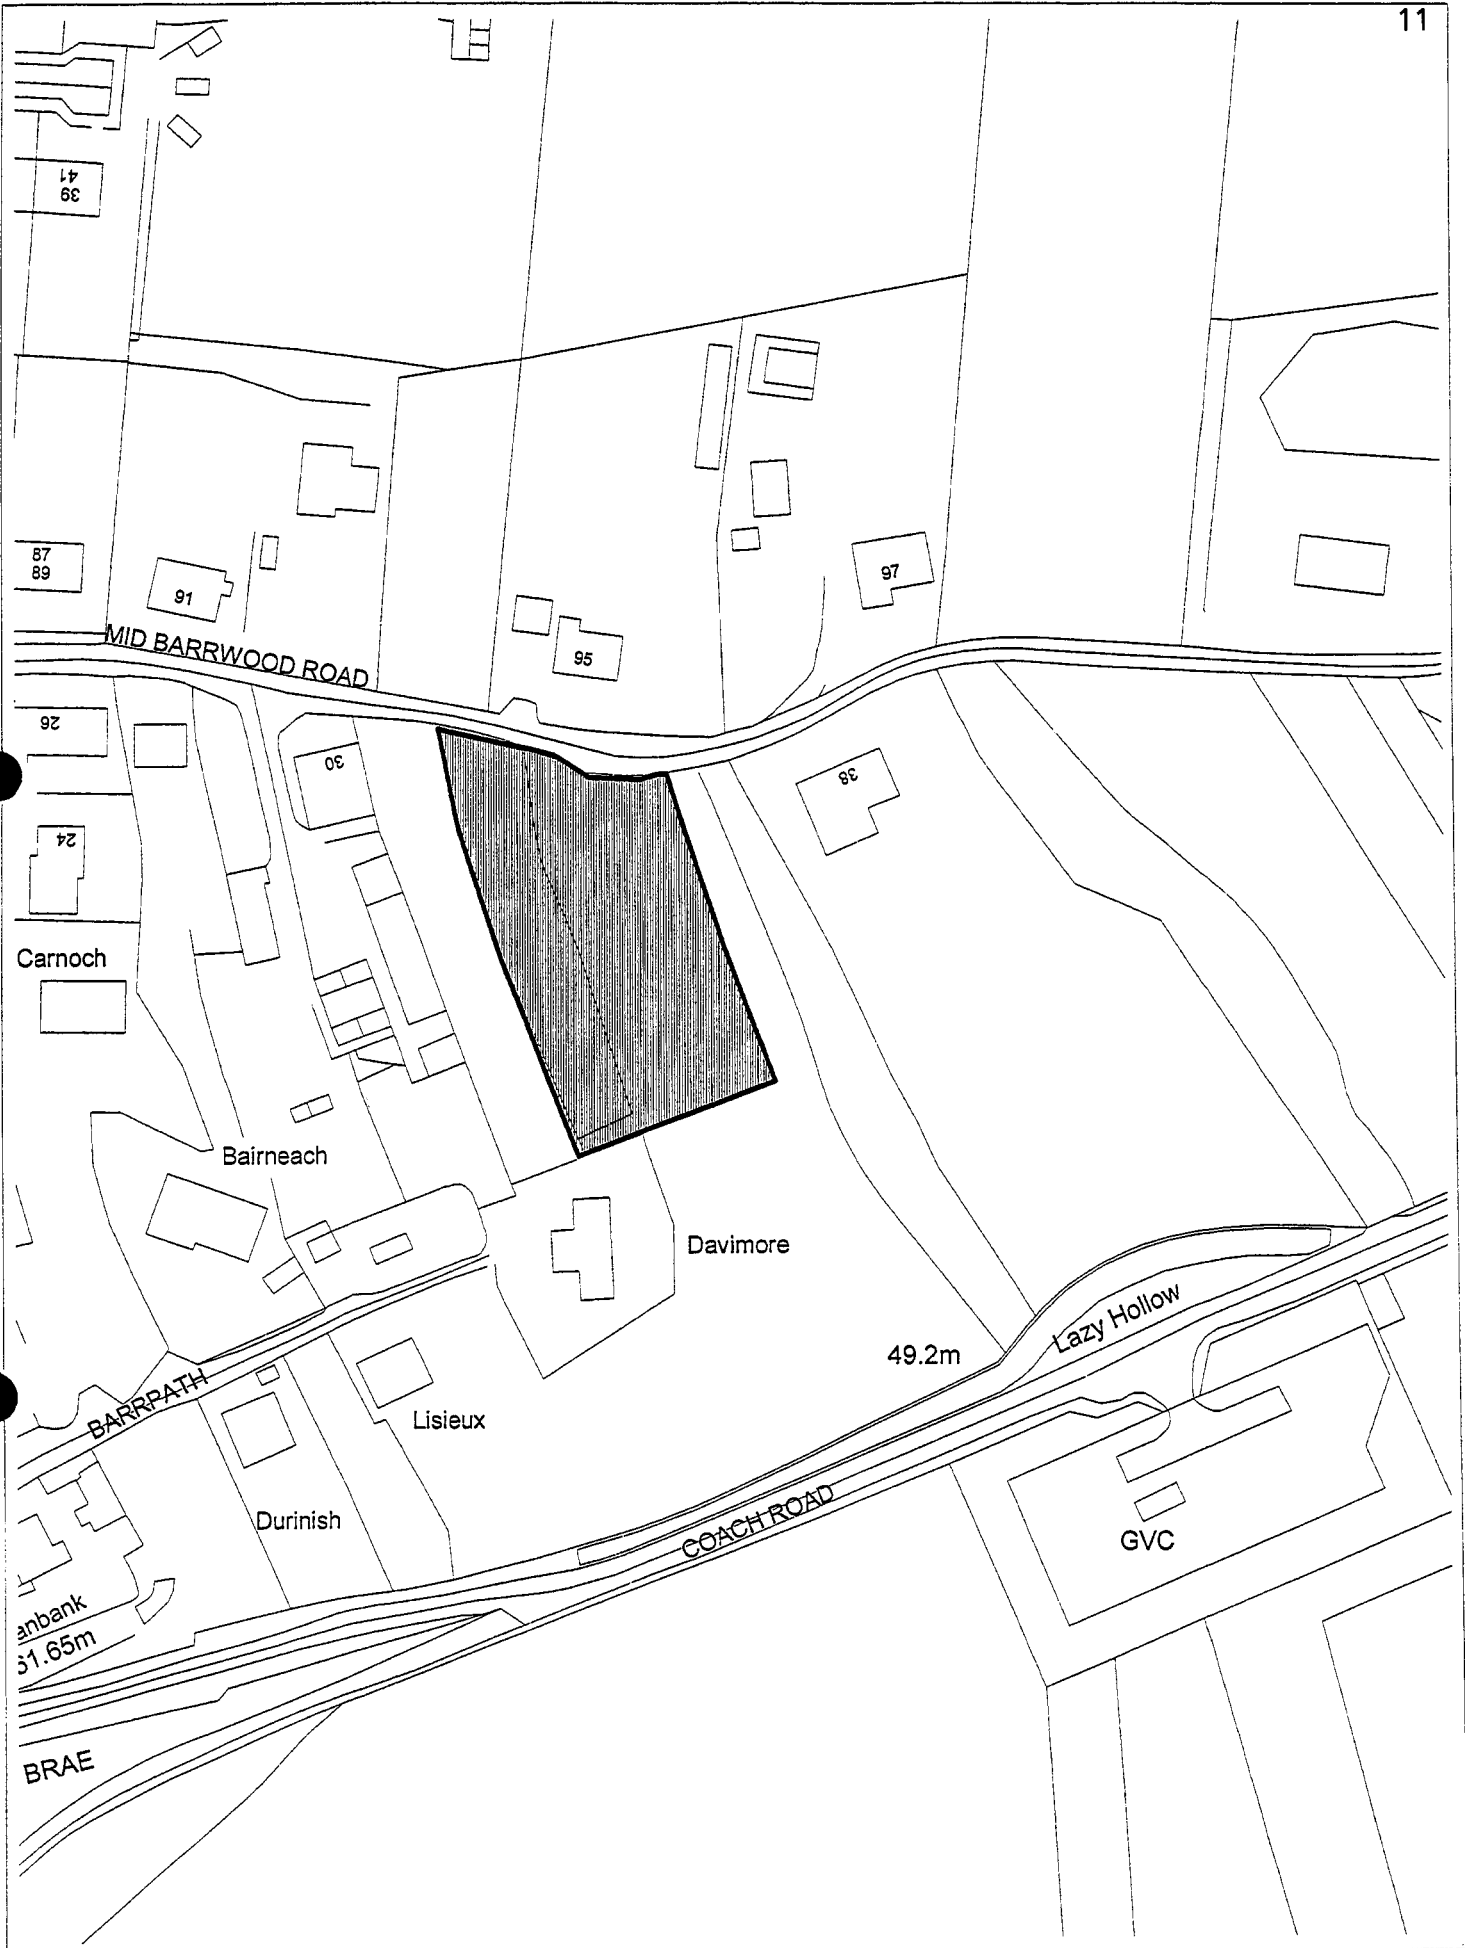 11
41
39
87
89
91
97
MID BARRWOOD ROAD
95
26
30
38
24
Carnoch
Bairneach
Davimore
Lazy Hollow
49.2m
BARRPATH
Lisieux
COACH ROAD
Durinish
GVC
anbank
51.65m
BRAE